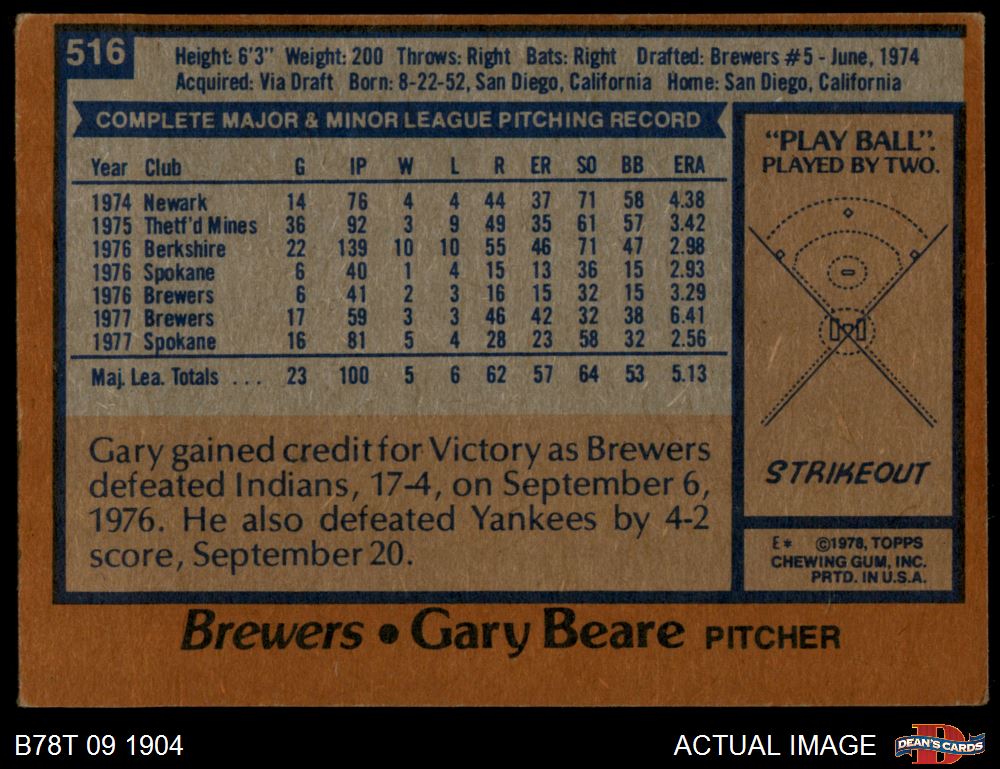 516
Height: 6'3" Weight: 200 Throws: Right Bats: Right Drafted: Brewers #5 - June, 1974
Acquired: Via Draft Born: 8-22-52, San Diego, California Home: San Diego, California
COMPLETE MAJOR & MINOR LEAGUE PITCHING RECORD
Year Club G IP W L R ER SO BB ERA
1974 Newark 14 76 4 4 44 37 71 58 4.38
1975 Thetf'd Mines 36 92 3 9 49 35 61 57 3.42
1976 Berkshire 22 139 10 10 55 46 71 47 2.98
1976 Spokane 6 40 1 4 15 13 36 15 2.93
1976 Brewers 6 41 2 3 16 15 32 15 3.29
1977 Brewers 17 59 3 3 46 42 32 38 6.41
1977 Spokane 16 81 5 4 28 23 58 32 2.56
Maj. Lea. Totals ... 23 100 5 6 62 57 64 53 5.13
Gary gained credit for Victory as Brewers
defeated Indians, 17-4, on September 6,
1976. He also defeated Yankees by 4-2
score, September 20.
"PLAY BALL".
PLAYED BY TWO.
STRIKEOUT
E* ©1978, TOPPS
CHEWING GUM, INC.
PRTD. IN U.S.A.
Brewers • Gary Beare PITCHER
B78T 09 1904
ACTUAL IMAGE
D
DEAN'S CARDS